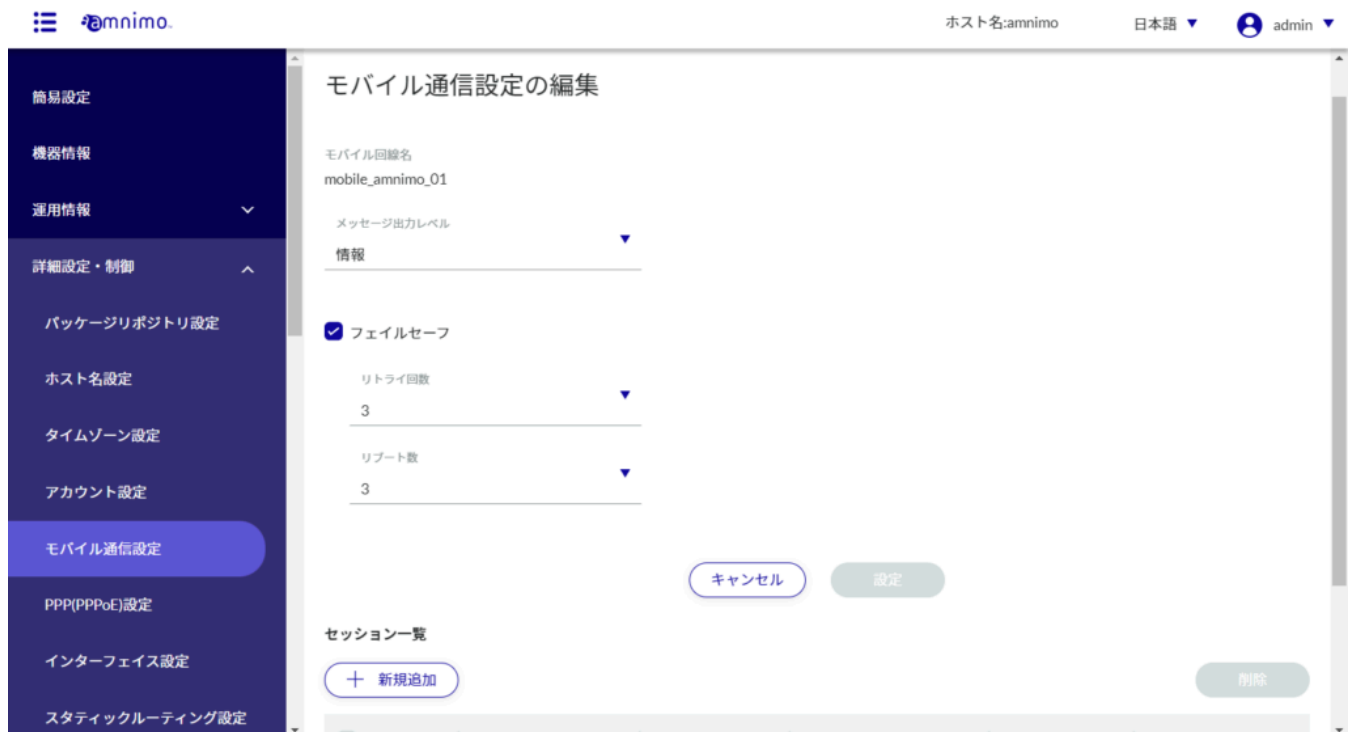 amnimo
ホスト名:amnimo
日本語
admin
簡易設定
機器情報
運用情報
詳細設定・制御
パッケージリポジトリ設定
ホスト名設定
タイムゾーン設定
アカウント設定
モバイル通信設定
PPP(PPPoE)設定
インターフェイス設定
スタティックルーティング設定
モバイル通信設定の編集
モバイル回線名
mobile_amnimo_01
メッセージ出力レベル
情報
フェイルセーフ
リトライ回数
3
リブート数
3
キャンセル
設定
セッション一覧
新規追加
削除